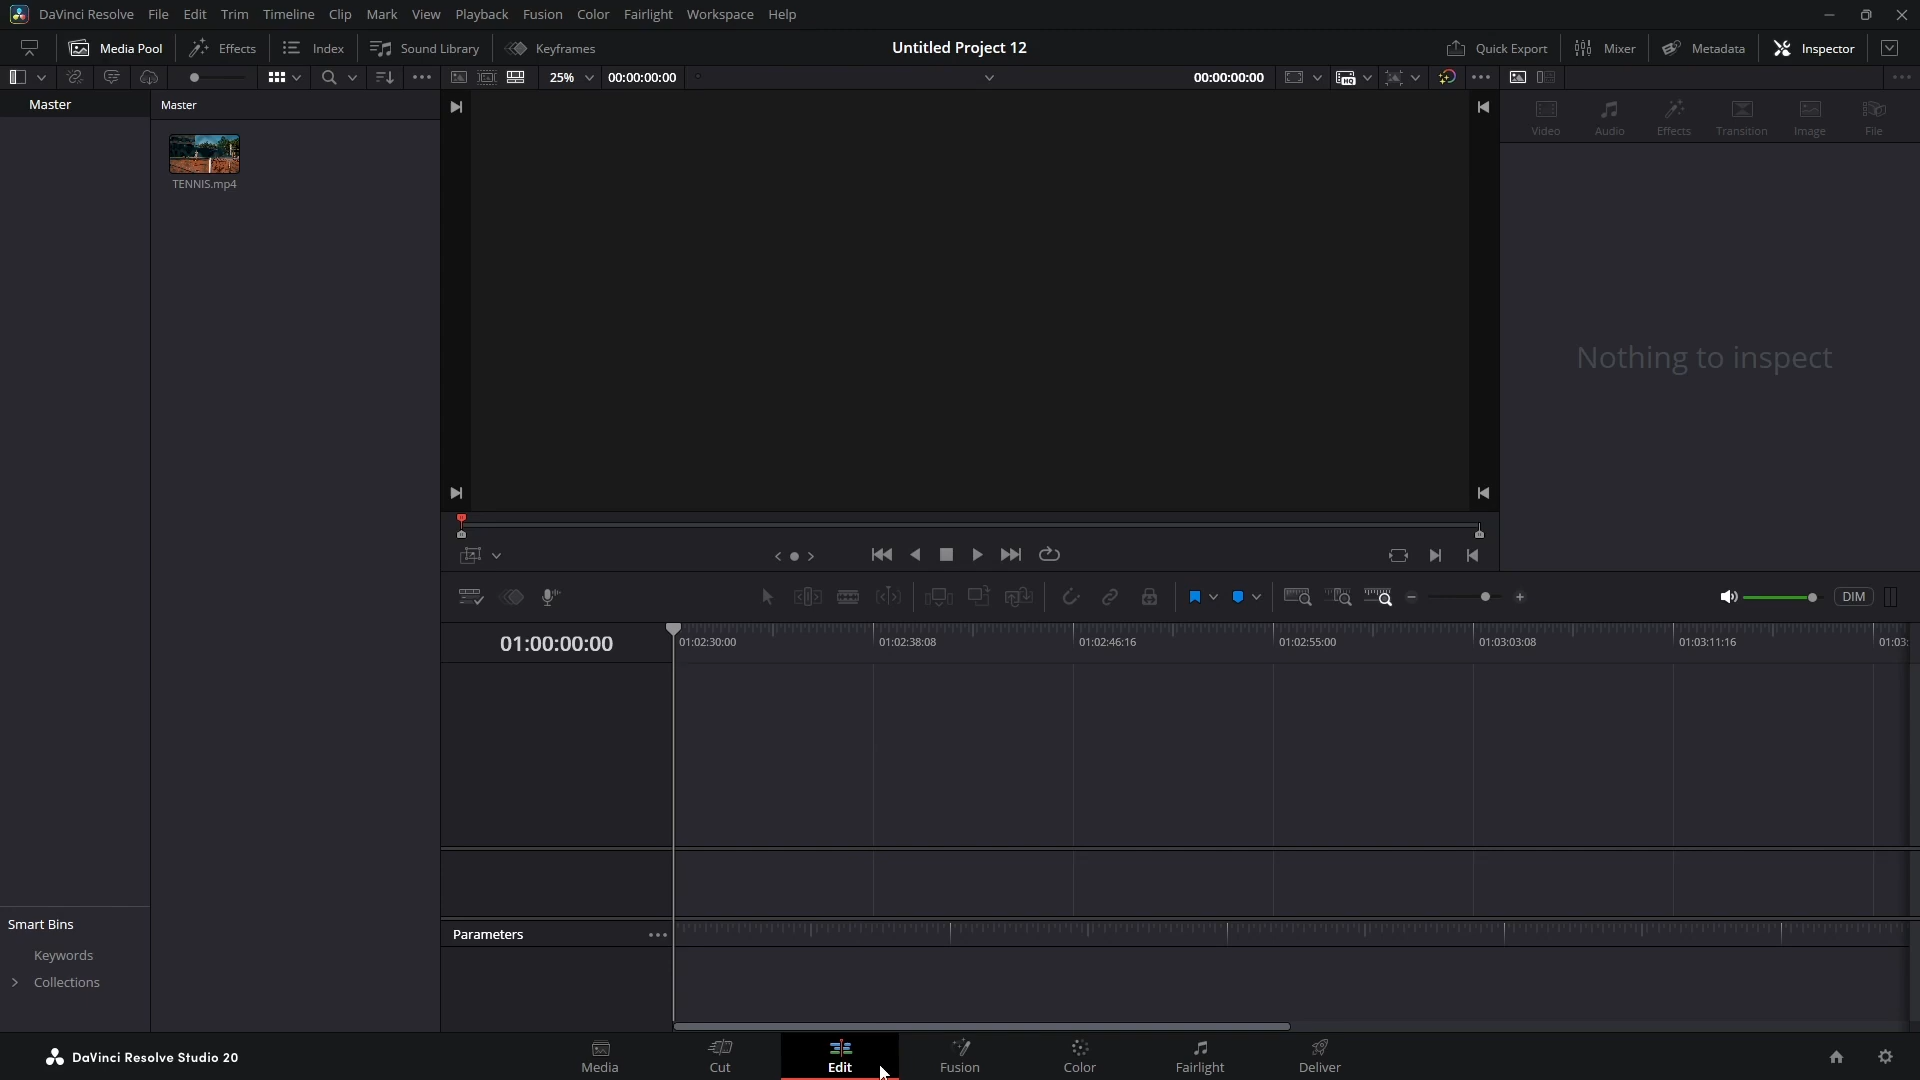 DaVinci Resolve File Edit Trim Timeline Clip Mark View Playback Fusion Color Fairlight Workspace Help
Media Pool Effects Index Sound Library Keyframes Untitled Project 12 Quick Export Mixer Metadata Inspector
25% 00:00:00:00 00:00:00:00 HQ
Master Master
Video Audio Effects Transition Image File
TENNIS.mp4
Nothing to inspect
DIM
01:00:00:00 01:02:30:00 01:02:38:08 01:02:46:16 01:02:55:00 01:03:03:08 01:03:11:16 01:03:
Smart Bins
Parameters
Keywords
Collections
DaVinci Resolve Studio 20 Media Cut Edit Fusion Color Fairlight Deliver